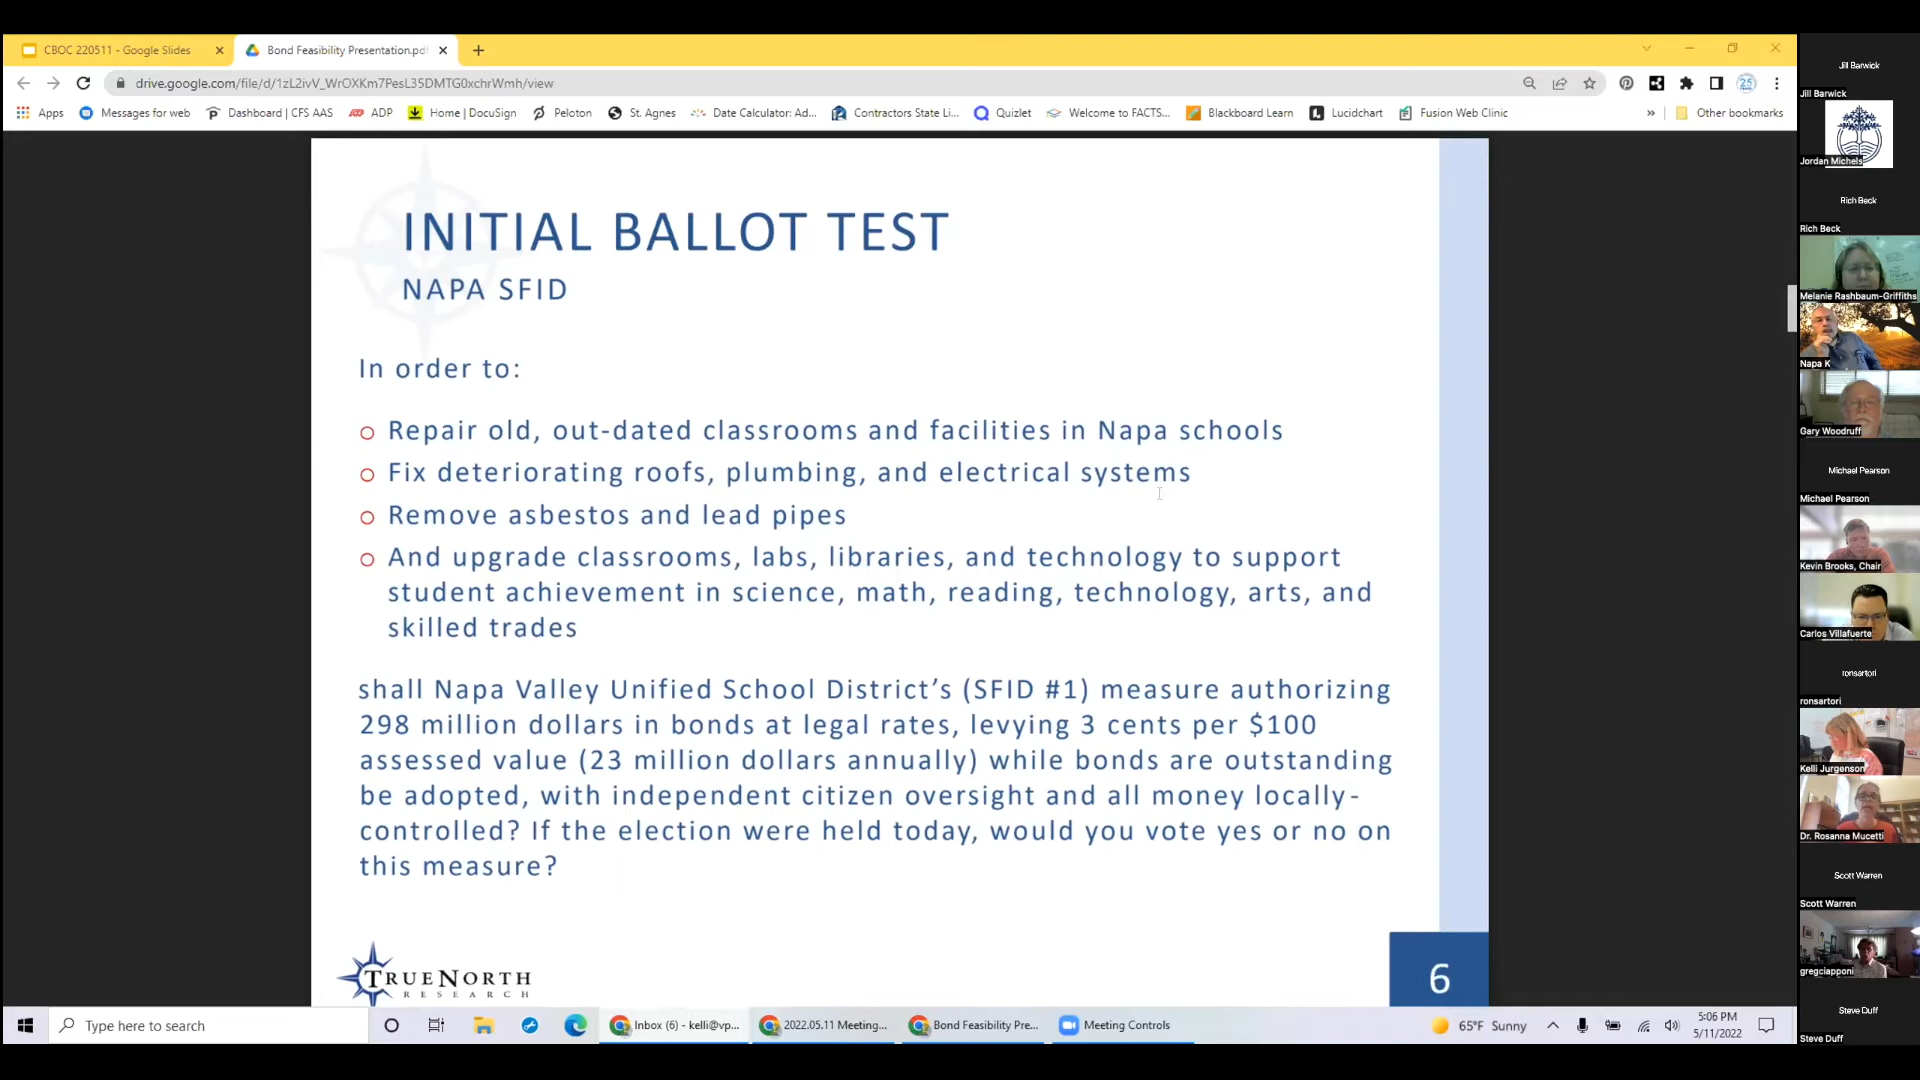 CBOC 220511 - Google Slides
Bond Feasibility Presentation.pdf
drive.google.com/file/d/1zL2ivV_WrOXKm7PesL35DMTG0xchrWmh/view
Apps
Messages for web
Dashboard | CFS AAS
ADP
Home | DocuSign
Peloton
St. Agnes
Date Calculator: Ad...
Contractors State Li...
Quizlet
Welcome to FACTS...
Blackboard Learn
Lucidchart
Fusion Web Clinic
Other bookmarks
INITIAL BALLOT TEST
NAPA SFID
In order to:
Repair old, out-dated classrooms and facilities in Napa schools
Fix deteriorating roofs, plumbing, and electrical systems
Remove asbestos and lead pipes
And upgrade classrooms, labs, libraries, and technology to support
student achievement in science, math, reading, technology, arts, and
skilled trades
shall Napa Valley Unified School District's (SFID #1) measure authorizing
298 million dollars in bonds at legal rates, levying 3 cents per $100
assessed value (23 million dollars annually) while bonds are outstanding
be adopted, with independent citizen oversight and all money locally-
controlled? If the election were held today, would you vote yes or no on
this measure?
TRUENORTH
RESEARCH
6
Jill Barwick
Jill Barwick
Jordan Michels
Rich Beck
Rich Beck
Melanie Rashbaum-Griffiths
Napa K
Gary Woodruff
Michael Pearson
Michael Pearson
Kevin Brooks, Chair
Carlos Villafuerte
ronsartori
ronsartori
Kelli Jurgenson
Dr. Rosanna Mucetti
Scott Warren
Scott Warren
gregciapponi
Steve Duff
Steve Duff
Type here to search
Inbox (6) - kelli@vp...
2022.05.11 Meeting...
Bond Feasibility Pre...
Meeting Controls
65°F Sunny
5:06 PM
5/11/2022